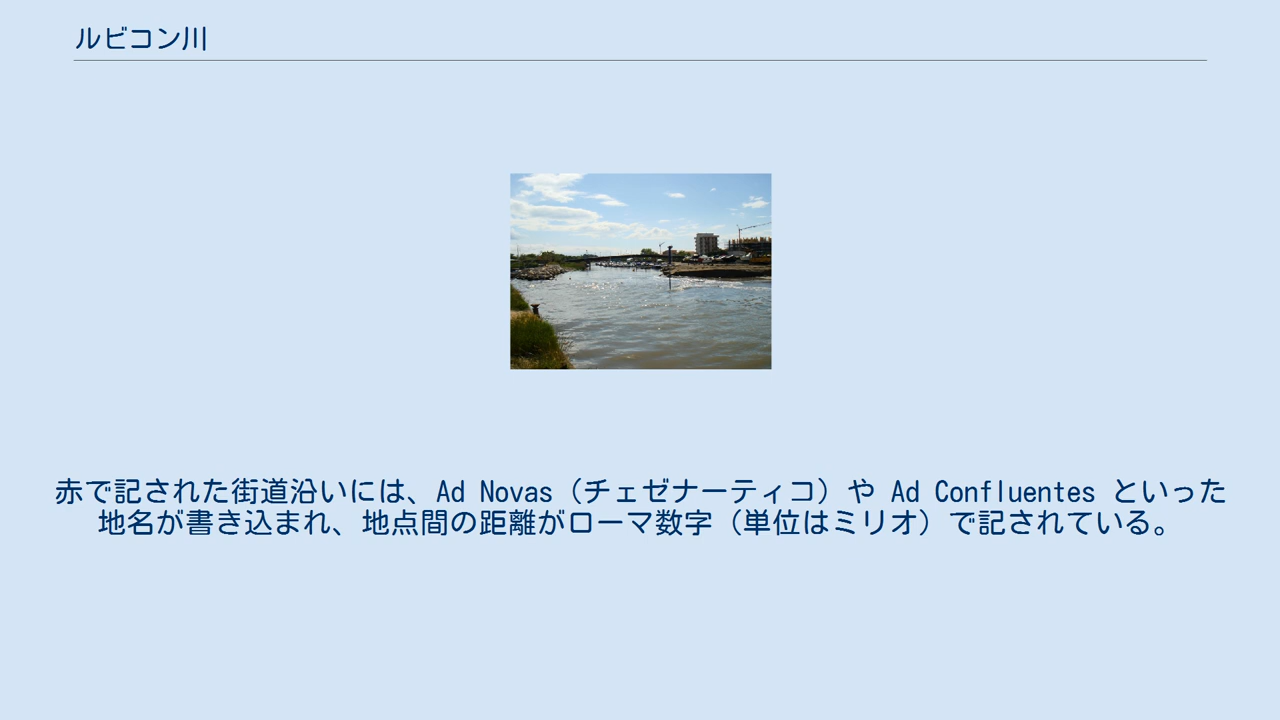 ルビコン川
赤で記された街道沿いには、Ad Novas（チェゼナーティコ）や Ad Confluentes といった
地名が書き込まれ、地点間の距離がローマ数字（単位はミリオ）で記されている。